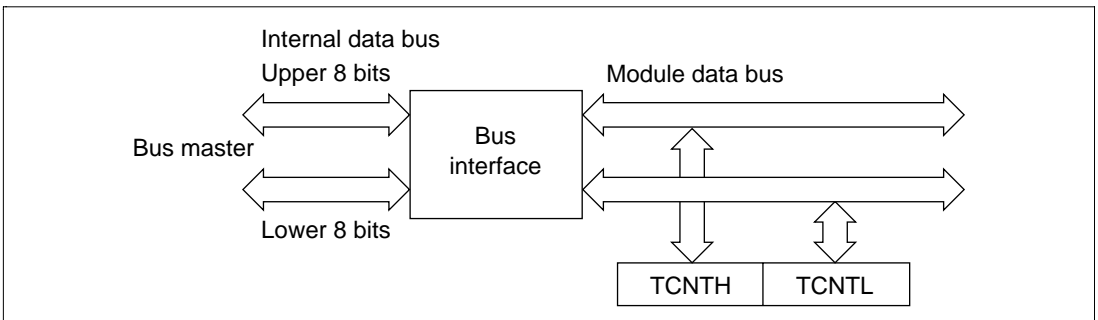 Internal data bus
Upper 8 bits
Module data bus
Bus master
Bus
interface
Lower 8 bits
TCNTH
TCNTL